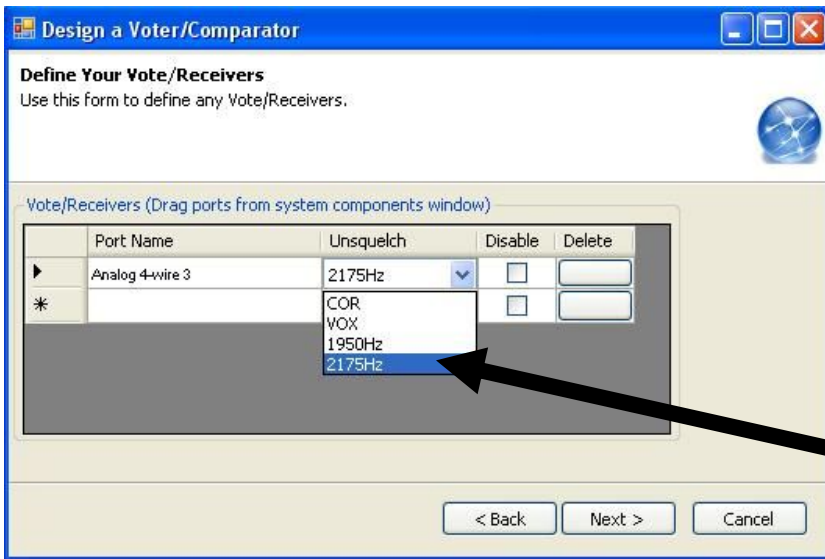 Design a Voter/Comparator
Define Your Vote/Receivers
Use this form to define any Vote/Receivers.
Vote/Receivers (Drag ports from system components window)
Port Name Unsquelch Disable Delete
Analog 4-wire 3 2175Hz
COR
VOX
1950Hz
2175Hz
< Back Next > Cancel